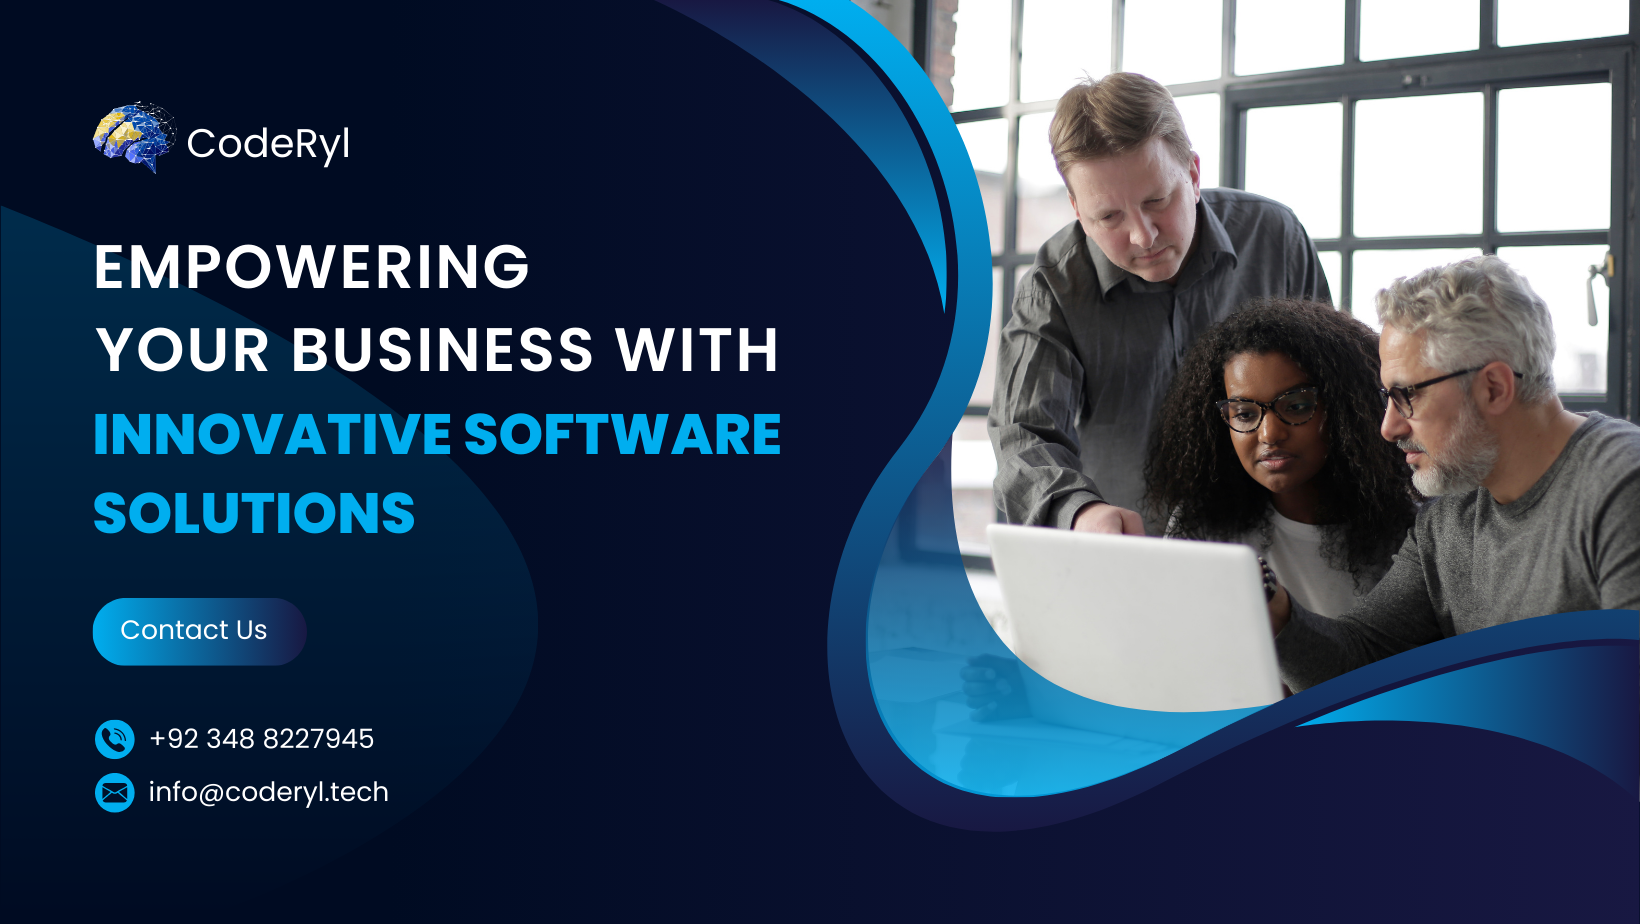 CodeRyl
EMPOWERING
YOUR BUSINESS WITH
INNOVATIVE SOFTWARE
SOLUTIONS
Contact Us
+92 348 8227945
info@coderyl.tech